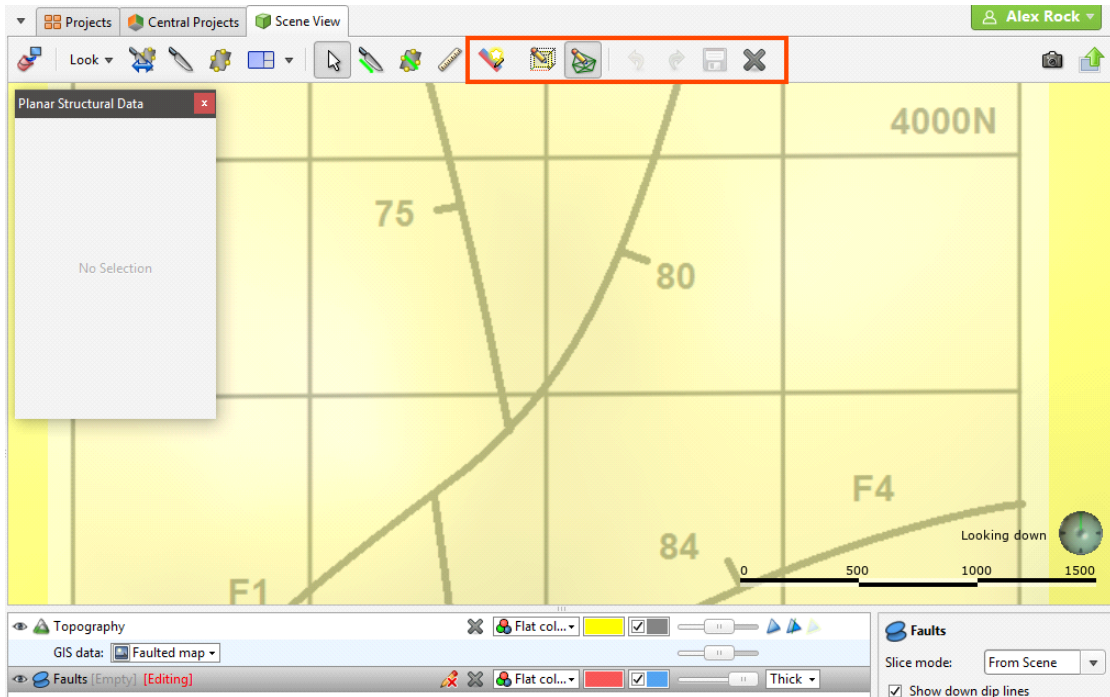 Projects Central Projects Scene View Alex Rock
Look
Planar Structural Data x
No Selection
4000N
75
80
F4
84
F1
Looking down
0 500 1000 1500
Topography Flat col...
GIS data: Faulted map
Faults [Empty] [Editing] Flat col... Thick
Faults
Slice mode: From Scene
Show down dip lines